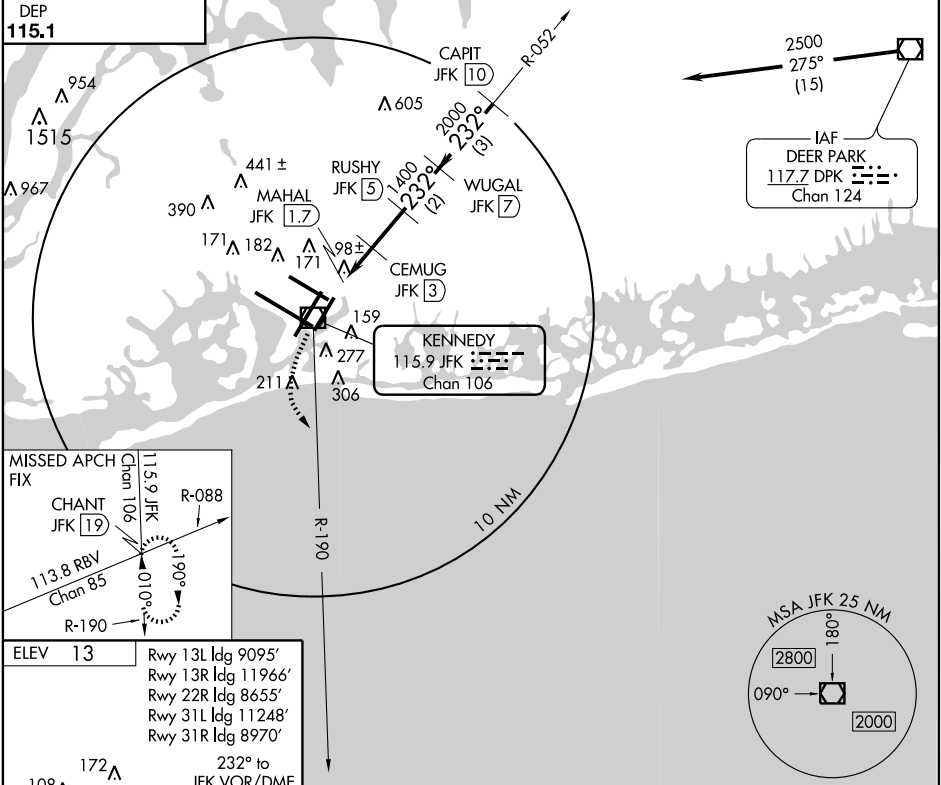 DEP
115.1
954
1515
967
605
CAPIT
JFK 10
R-052
2500
275°
(15)
IAF
DEER PARK
117.7 DPK
Chan 124
2000
232°
(3)
441 ±
RUSHY
JFK 5
1400
232°
(2)
WUGAL
JFK 7
390
MAHAL
JFK 1.7
171
182
171
98±
CEMUG
JFK 3
159
277
211
306
KENNEDY
115.9 JFK
Chan 106
R-190
10 NM
MISSED APCH
FIX
Chan 106
115.9 JFK
CHANT
JFK 19
R-088
113.8 RBV
Chan 85
010°
190°
R-190
MSA JFK 25 NM
180°
2800
090°
2000
ELEV 13
Rwy 13L ldg 9095'
Rwy 13R ldg 11966'
Rwy 22R ldg 8655'
Rwy 31L ldg 11248'
Rwy 31R ldg 8970'
172
232° to
JFK VOR/DME